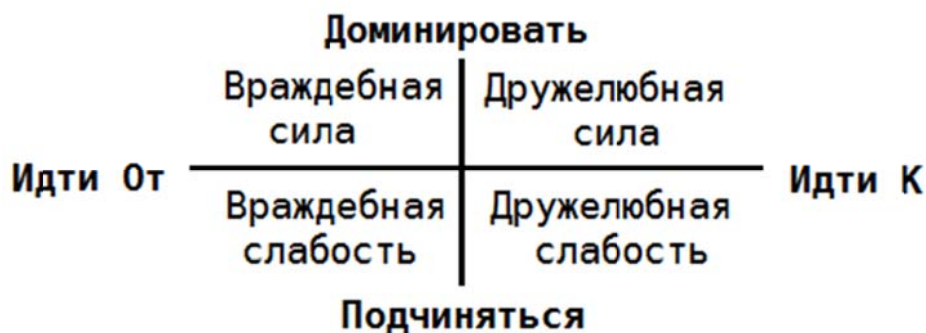 Доминировать
Враждебная сила
Дружелюбная сила
Идти От
Идти К
Враждебная слабость
Дружелюбная слабость
Подчиняться